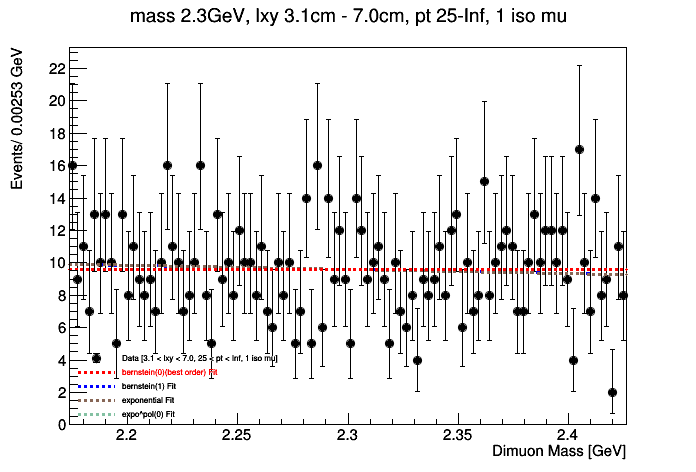 mass 2.3GeV, lxy 3.1cm - 7.0cm, pt 25-Inf, 1 iso mu
Events/ 0.00253 GeV
22
20
18
16
14
12
10
8
6
4
2
0
Data [3.1 < lxy < 7.0, 25 < pt < Inf, 1 iso mu]
bernstein(0)(best order) Fit
bernstein(1) Fit
exponential Fit
expo*pol(0) Fit
2.2 2.25 2.3 2.35 2.4
Dimuon Mass [GeV]